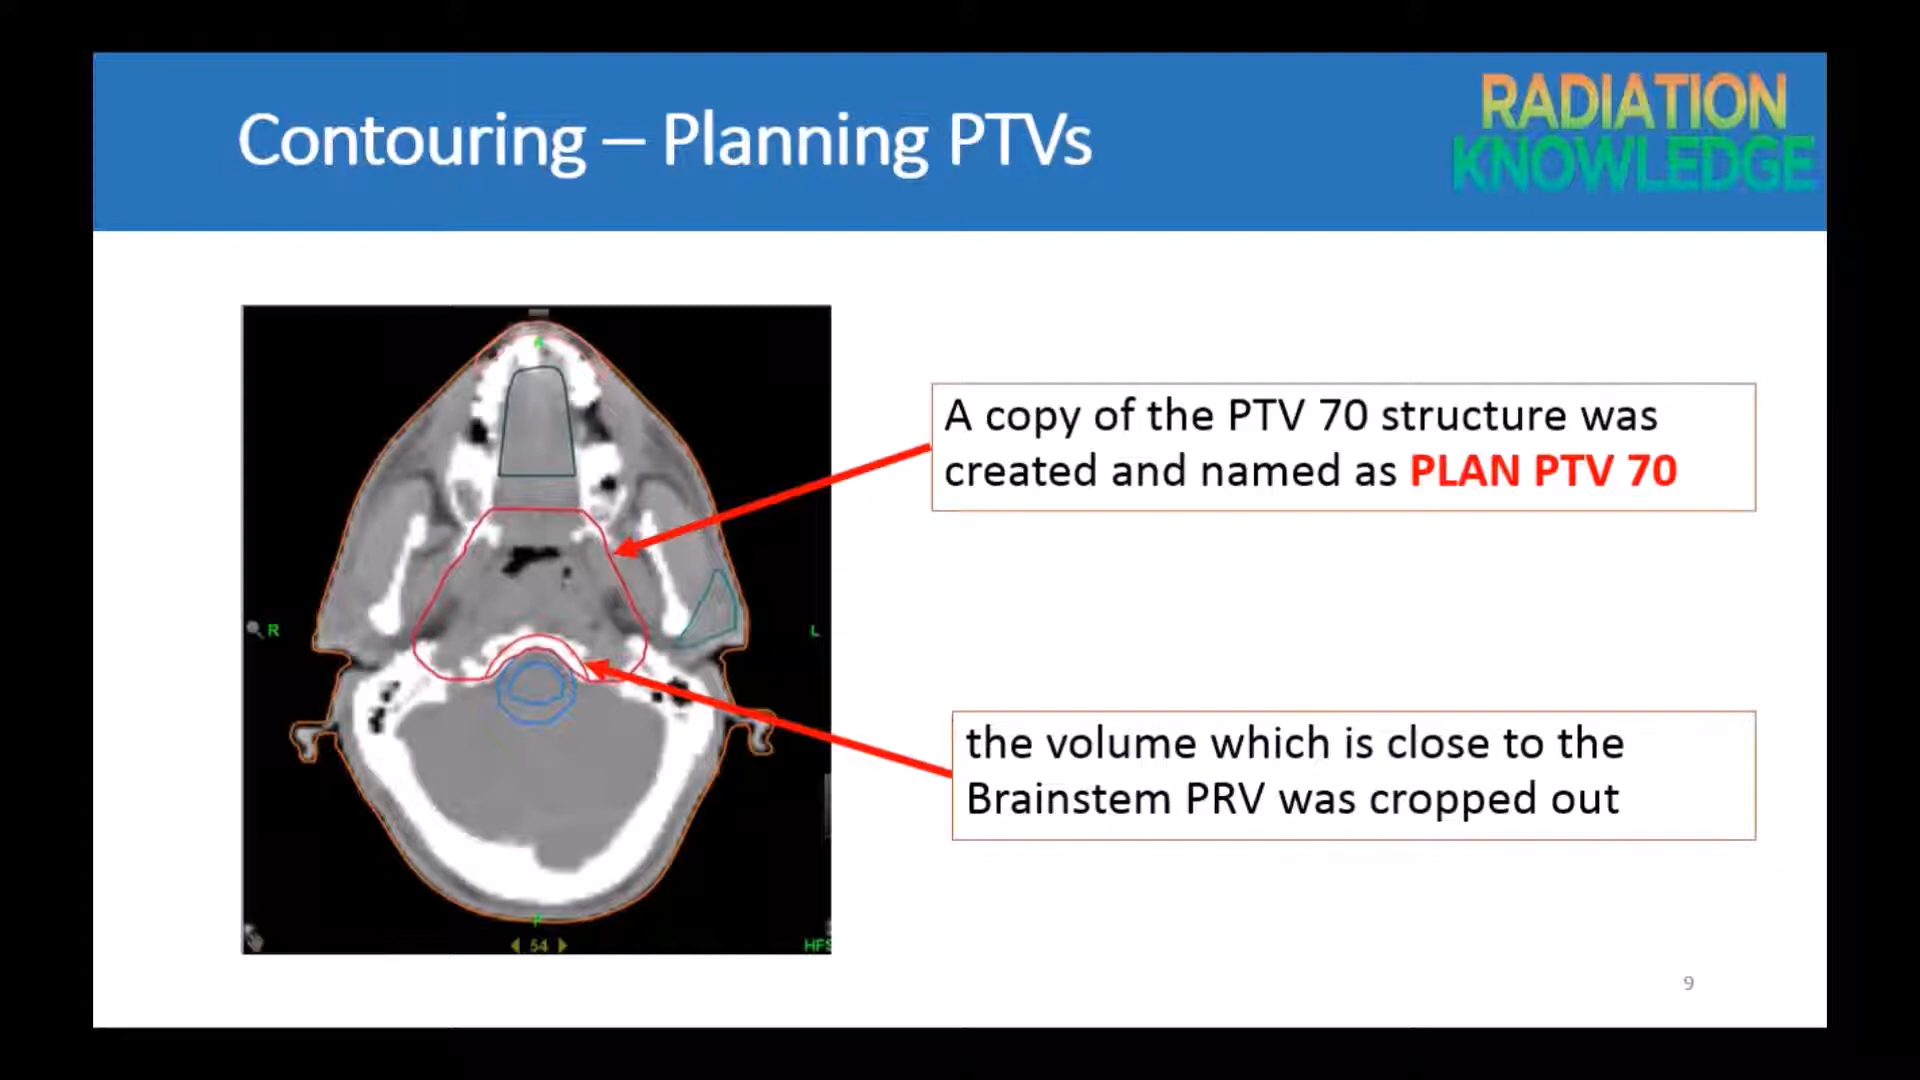 Contouring – Planning PTVs
RADIATION
KNOWLEDGE
A
A copy of the PTV 70 structure was
created and named as PLAN PTV 70
R
L
the volume which is close to the
Brainstem PRV was cropped out
P
54
HFS
9